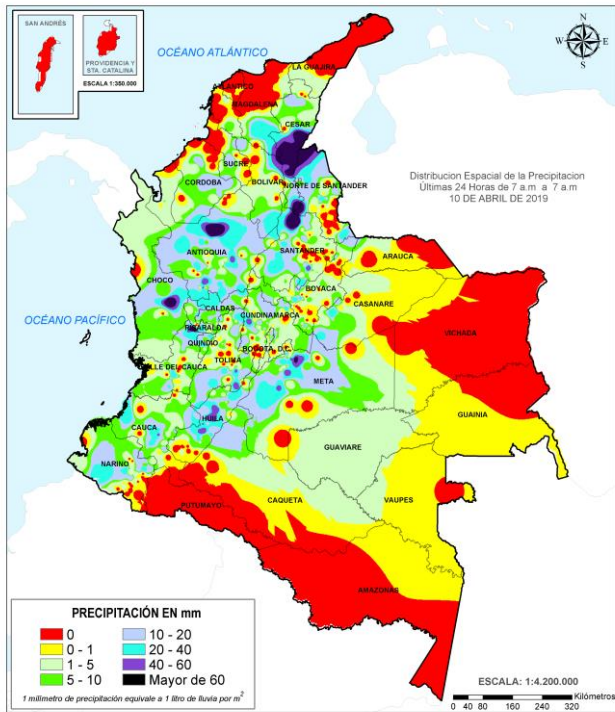 SAN ANDRÉS
PROVIDENCIA Y
STA. CATALINA
ESCALA 1:350.000
OCÉANO ATLÁNTICO
N
W
E
S
LA GUAJIRA
ATLANTICO
MAGDALENA
CESAR
SUCRE
BOLIVAR
NORTE DE SANTANDER
CORDOBA
Distribucion Espacial de la Precipitacion
Últimas 24 Horas de 7 a.m a 7 a.m
10 DE ABRIL DE 2019
ANTIOQUIA
SANTANDER
ARAUCA
CHOCO
BOYACA
CASANARE
OCÉANO PACÍFICO
CALDAS
CUNDINAMARCA
RISARALDA
VICHADA
QUINDIO
BOGOTA, D.C.
TOLIMA
VALLE DEL CAUCA
META
GUAINIA
CAUCA
HUILA
GUAVIARE
NARIÑO
CAQUETA
VAUPES
PUTUMAYO
AMAZONAS
PRECIPITACIÓN EN mm
0
10 - 20
0 - 1
20 - 40
1 - 5
40 - 60
5 - 10
Mayor de 60
1 milimetro de precipitación equivale a 1 litro de lluvia por m²
ESCALA: 1:4.200.000
Kilómetros
0 40 80 160 240 320